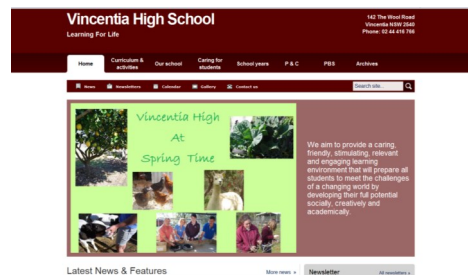 Vincentia High School
Learning For Life
142 The Wool Road
Vincentia NSW 2540
Phone: 02 44 416 766
Home
Curriculum & activities
Our school
Caring for students
School years
P & C
PBS
Archives
News
Newsletters
Calendar
Gallery
Contact us
Search site...
Vincentia High
At
Spring Time
We aim to provide a caring,
friendly, stimulating, relevant
and engaging learning
environment that will prepare all
students to meet the challenges
of a changing world by
developing their full potential
socially, creatively and
academically.
Latest News & Features
More news »
Newsletter
All newsletters »